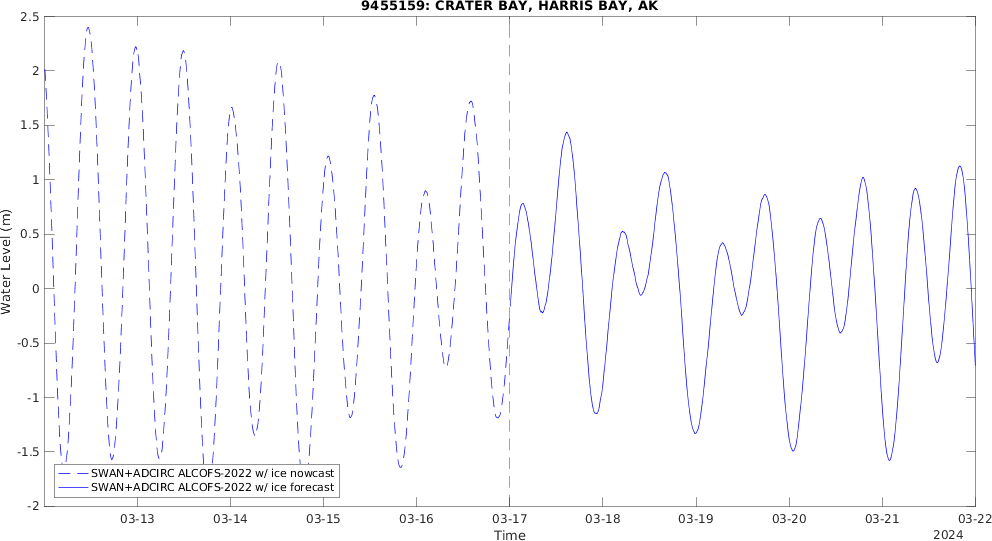 9455159: CRATER BAY, HARRIS BAY, AK
2.5
2
1.5
1
0.5
0
-0.5
-1
-1.5
-2
Water Level (m)
SWAN+ADCIRC ALCOFS-2022 w/ ice nowcast
SWAN+ADCIRC ALCOFS-2022 w/ ice forecast
03-13 03-14 03-15 03-16 03-17 03-18 03-19 03-20 03-21 03-22
Time
2024